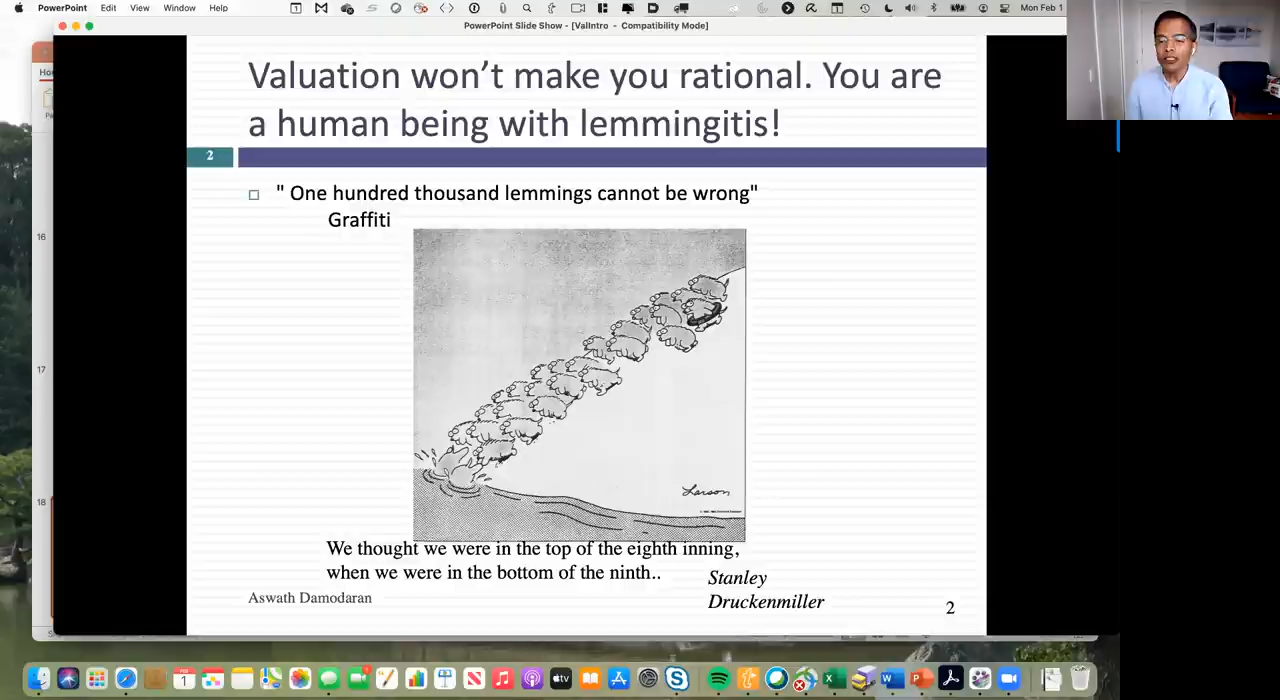 PowerPoint Edit View Window Help
Mon Feb 1
PowerPoint Slide Show - [ValIntro - Compatibility Mode]
Valuation won't make you rational. You are
a human being with lemmingitis!
2
" One hundred thousand lemmings cannot be wrong"
Graffiti
16
17
18
Larson
We thought we were in the top of the eighth inning,
when we were in the bottom of the ninth..
Stanley
Druckenmiller
Aswath Damodaran
2